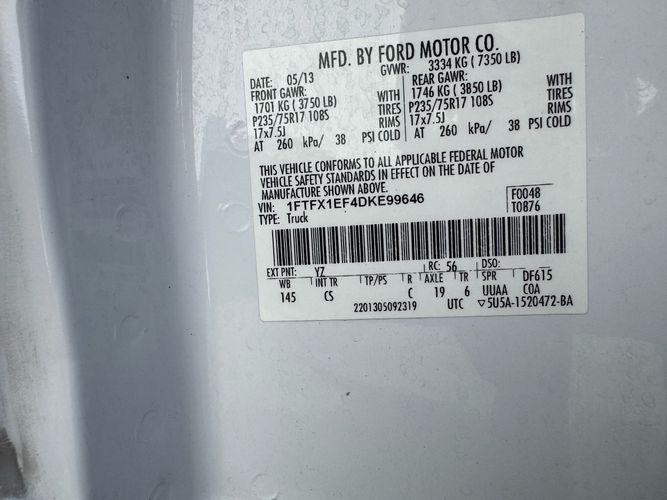 MFD. BY FORD MOTOR CO.
DATE: 05/13 GVWR: 3334 KG ( 7350 LB)
FRONT GAWR: REAR GAWR:
1701 KG ( 3750 LB) WITH 1746 KG ( 3850 LB) WITH
P235/75R17 108S TIRES P235/75R17 108S TIRES
17x7.5J RIMS 17x7.5J RIMS
AT 260 kPa/ 38 PSI COLD AT 260 kPa/ 38 PSI COLD
THIS VEHICLE CONFORMS TO ALL APPLICABLE FEDERAL MOTOR
VEHICLE SAFETY STANDARDS IN EFFECT ON THE DATE OF
MANUFACTURE SHOWN ABOVE.
VIN: 1FTFX1EF4DKE99646 F0048
TYPE: Truck T0876
EXT PNT: YZ RC: 56 DSO:
WB INT TR TP/PS R AXLE TR SPR DF615
145 CS C 19 6 UUAA COA
2201305092319 UTC ▽5U5A-1520472-BA